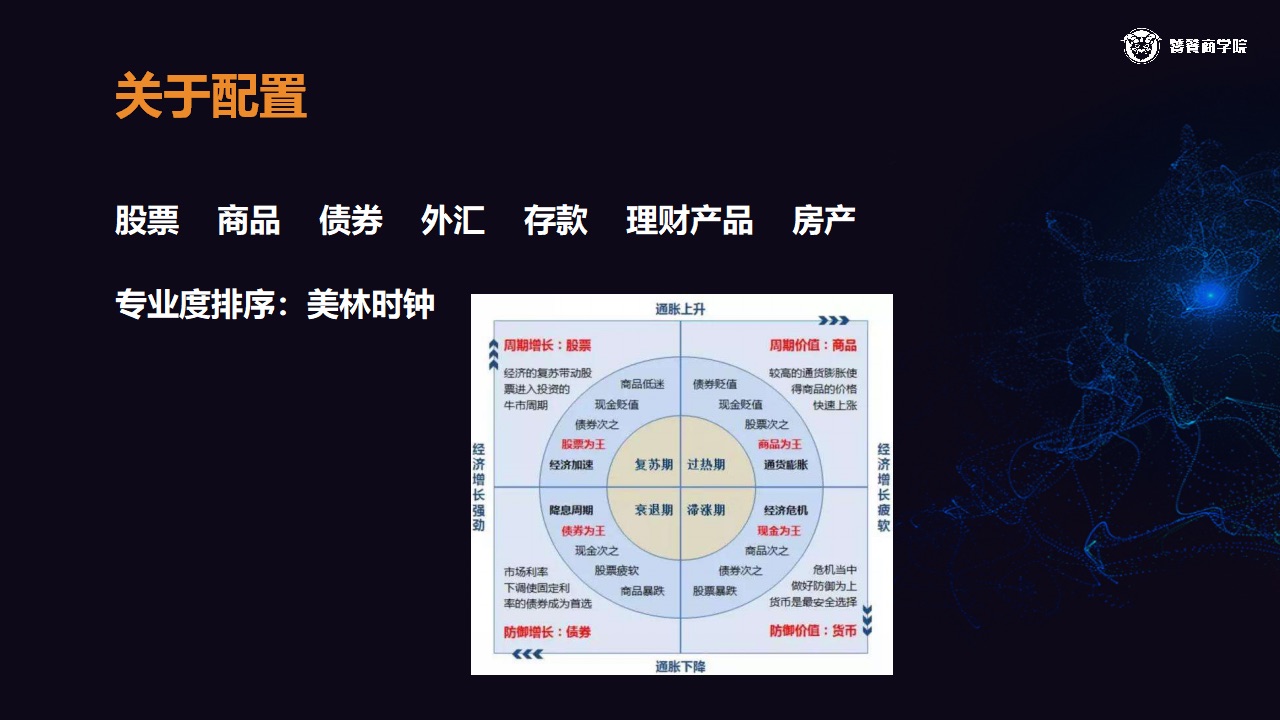 饕餮商学院
关于配置
股票 商品 债券 外汇 存款 理财产品 房产
专业度排序：美林时钟
通胀上升
周期增长：股票
经济的复苏带动股
票进入投资的
牛市周期
周期价值：商品
较高的通货膨胀使
得商品的价格
快速上涨
商品低迷
现金贬值
债券次之
股票为王
经济加速
债券贬值
现金贬值
股票次之
商品为王
通货膨胀
复苏期
过热期
经济增长强劲
经济增长疲软
衰退期
滞涨期
降息周期
债券为王
现金次之
股票疲软
商品暴跌
经济危机
现金为王
商品次之
债券次之
股票暴跌
市场利率
下调使固定利
率的债券成为首选
防御增长：债券
危机当中
做好防御为上
货币是最安全选择
防御价值：货币
通胀下降